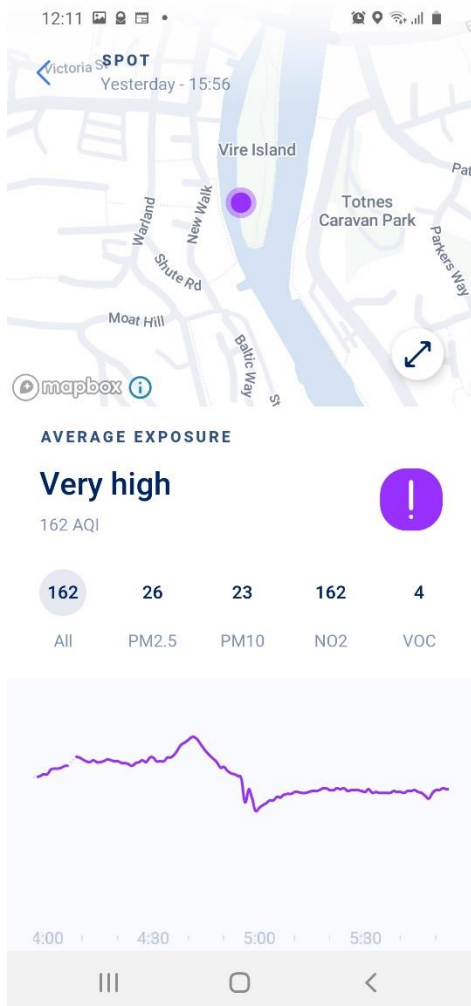 12:11
Victoria St
SPOT
Yesterday - 15:56
Vire Island
Pat
Totnes
Caravan Park
Warland
New Walk
Parkers Way
Shute Rd
Moat Hill
Baltic Way
St
mapbox
AVERAGE EXPOSURE
Very high
162 AQI
162 26 23 162 4
All PM2.5 PM10 NO2 VOC
4:00 4:30 5:00 5:30